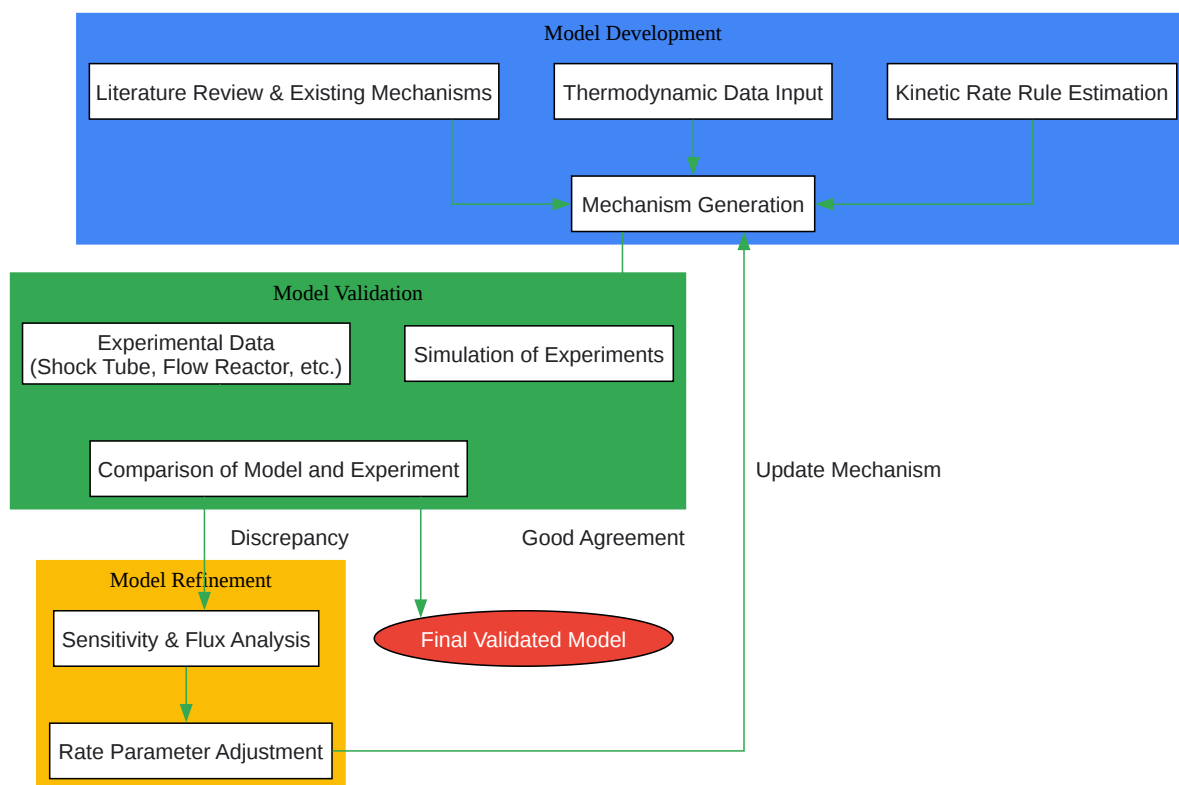 Model Development
Literature Review & Existing Mechanisms
Thermodynamic Data Input
Kinetic Rate Rule Estimation
Mechanism Generation
Model Validation
Experimental Data
(Shock Tube, Flow Reactor, etc.)
Simulation of Experiments
Comparison of Model and Experiment
Update Mechanism
Discrepancy
Good Agreement
Model Refinement
Sensitivity & Flux Analysis
Final Validated Model
Rate Parameter Adjustment